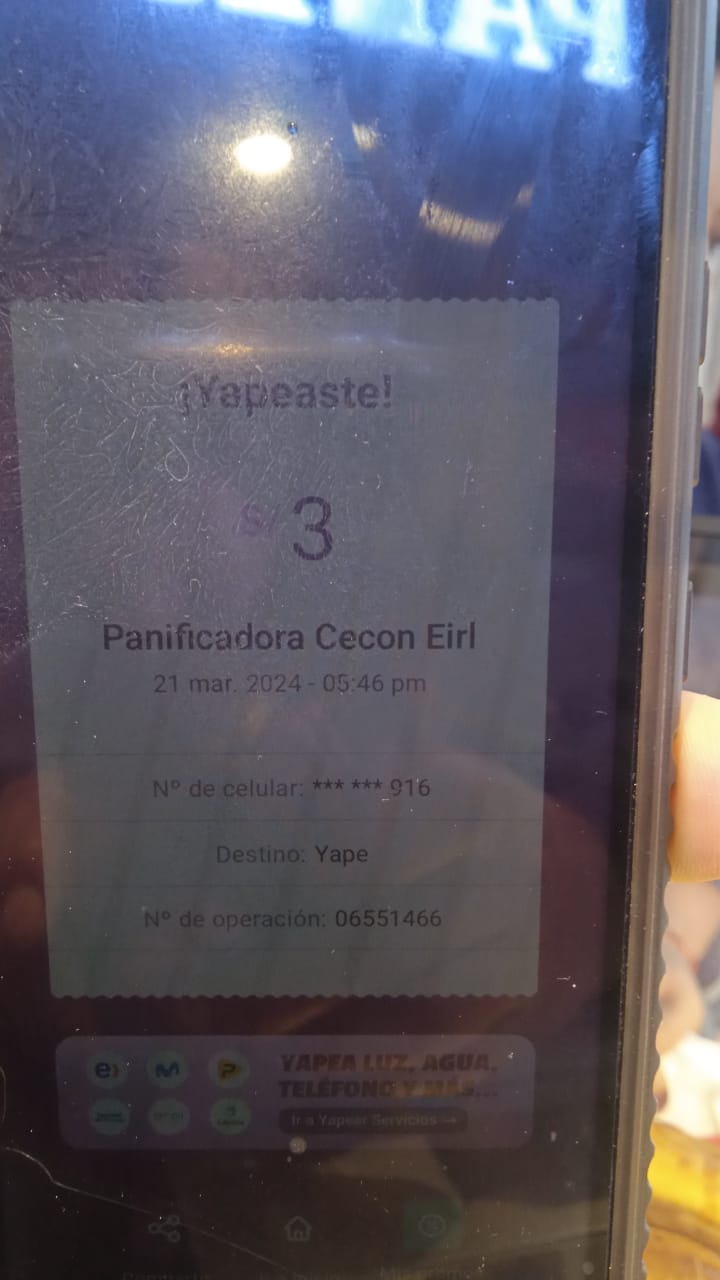 ¡Yapeaste!
S/ 3
Panificadora Cecon Eirl
21 mar. 2024 - 05:46 pm
Nº de celular: *** *** 916
Destino: Yape
Nº de operación: 06551466
YAPEA LUZ, AGUA,
TELÉFONO Y MÁS...
Ir a Yapear Servicios →